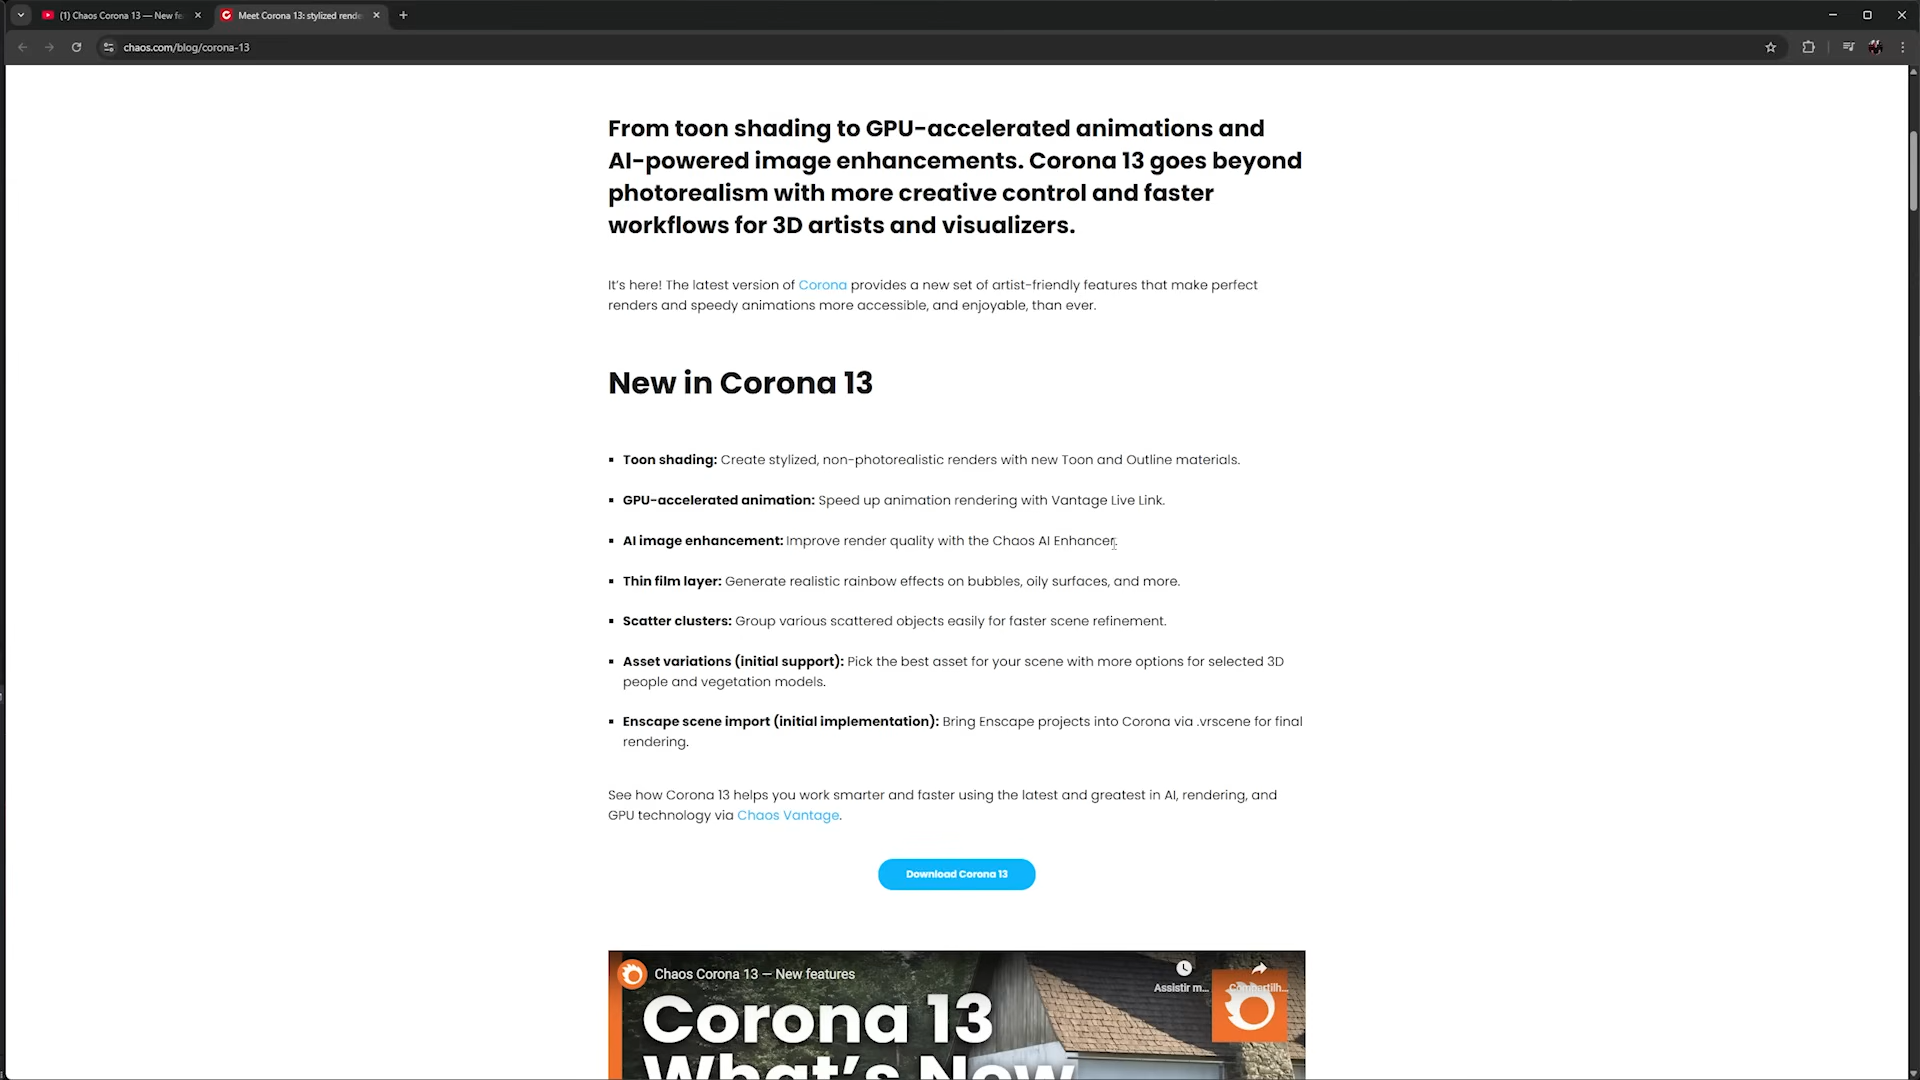 (1) Chaos Corona 13 — New fe
Meet Corona 13: stylized rende
chaos.com/blog/corona-13
From toon shading to GPU-accelerated animations and
AI-powered image enhancements. Corona 13 goes beyond
photorealism with more creative control and faster
workflows for 3D artists and visualizers.
It's here! The latest version of Corona provides a new set of artist-friendly features that make perfect
renders and speedy animations more accessible, and enjoyable, than ever.
New in Corona 13
▪ Toon shading: Create stylized, non-photorealistic renders with new Toon and Outline materials.
▪ GPU-accelerated animation: Speed up animation rendering with Vantage Live Link.
▪ AI image enhancement: Improve render quality with the Chaos AI Enhancer.
▪ Thin film layer: Generate realistic rainbow effects on bubbles, oily surfaces, and more.
▪ Scatter clusters: Group various scattered objects easily for faster scene refinement.
▪ Asset variations (initial support): Pick the best asset for your scene with more options for selected 3D
people and vegetation models.
▪ Enscape scene import (initial implementation): Bring Enscape projects into Corona via .vrscene for final
rendering.
See how Corona 13 helps you work smarter and faster using the latest and greatest in AI, rendering, and
GPU technology via Chaos Vantage.
Download Corona 13
Chaos Corona 13 — New features
Assistir m...
Compartilh...
Corona 13
What's New